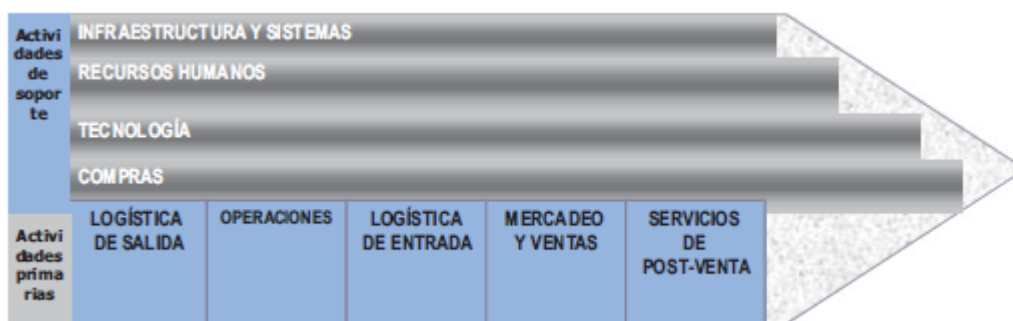 Activi
dades
de
sopor
te
INFRAESTRUCTURA Y SISTEMAS
RECURSOS HUMANOS
TECNOLOGÍA
COMPRAS
Activi
dades
prima
rias
LOGÍSTICA
DE SALIDA
OPERACIONES
LOGÍSTICA
DE ENTRADA
MERCADEO
Y VENTAS
SERVICIOS
DE
POST-VENTA